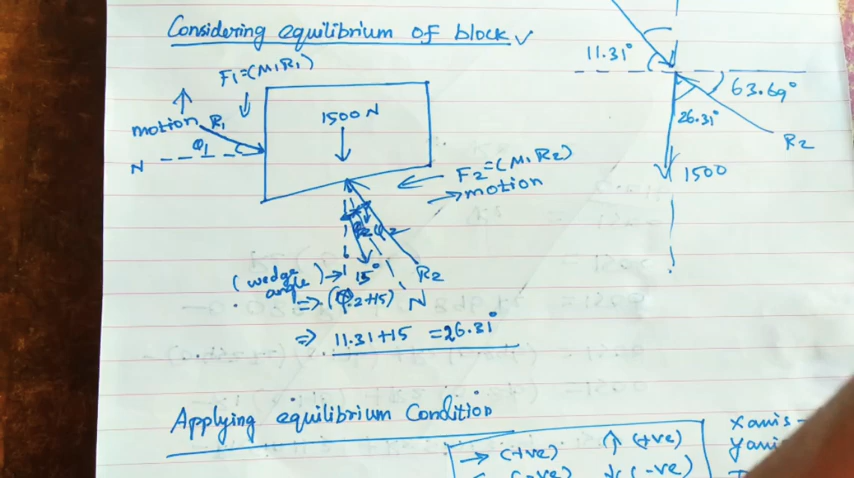 Considering equilibrium of block ✓
F₁=(M₁R₁)
motion
R₁
φ₁
N
1500 N
F₂=(M₁R₂)
motion
φ₂
(wedge angle) → 15°
R₂
⇒ (φ.2+15) N
⇒ 11.31+15 =26.31°
11.31°
63.69°
26.31°
R₂
1500
Applying equilibrium Condition
→ (+ve) ↑ (+ve)
(-ve) ↓ (-ve)